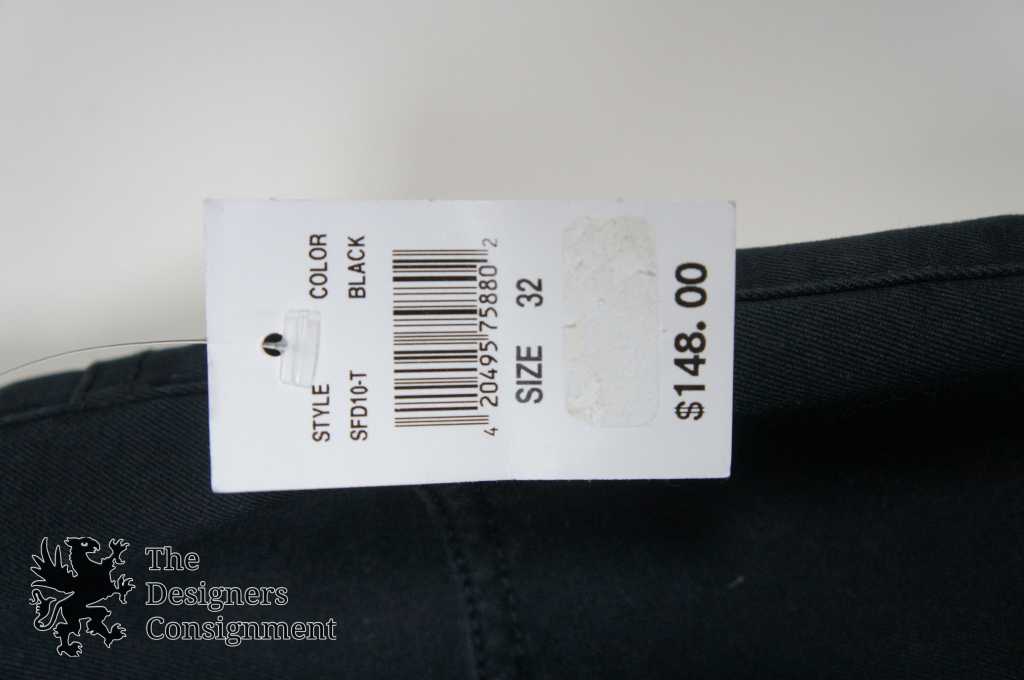 STYLE COLOR
SFD10-T BLACK
4 20495 75880 2
SIZE 32
$148.00
The
Designers
Consignment